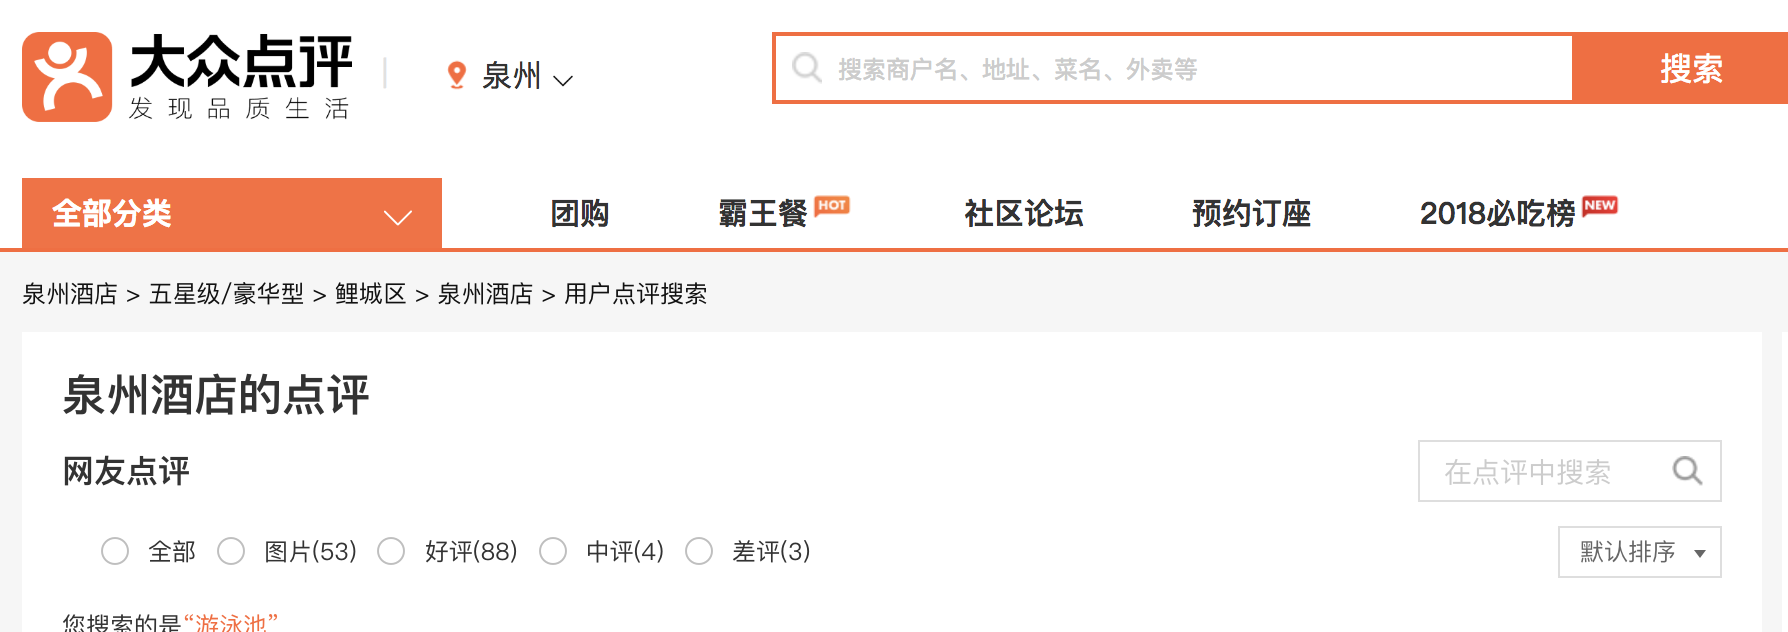 大众点评
发现品质生活
泉州
搜索商户名、地址、菜名、外卖等
搜索
全部分类
团购
霸王餐 HOT
社区论坛
预约订座
2018必吃榜 NEW
泉州酒店 > 五星级/豪华型 > 鲤城区 > 泉州酒店 > 用户点评搜索
泉州酒店的点评
网友点评
在点评中搜索
全部 图片(53) 好评(88) 中评(4) 差评(3)
默认排序
您搜索的是“游泳池”